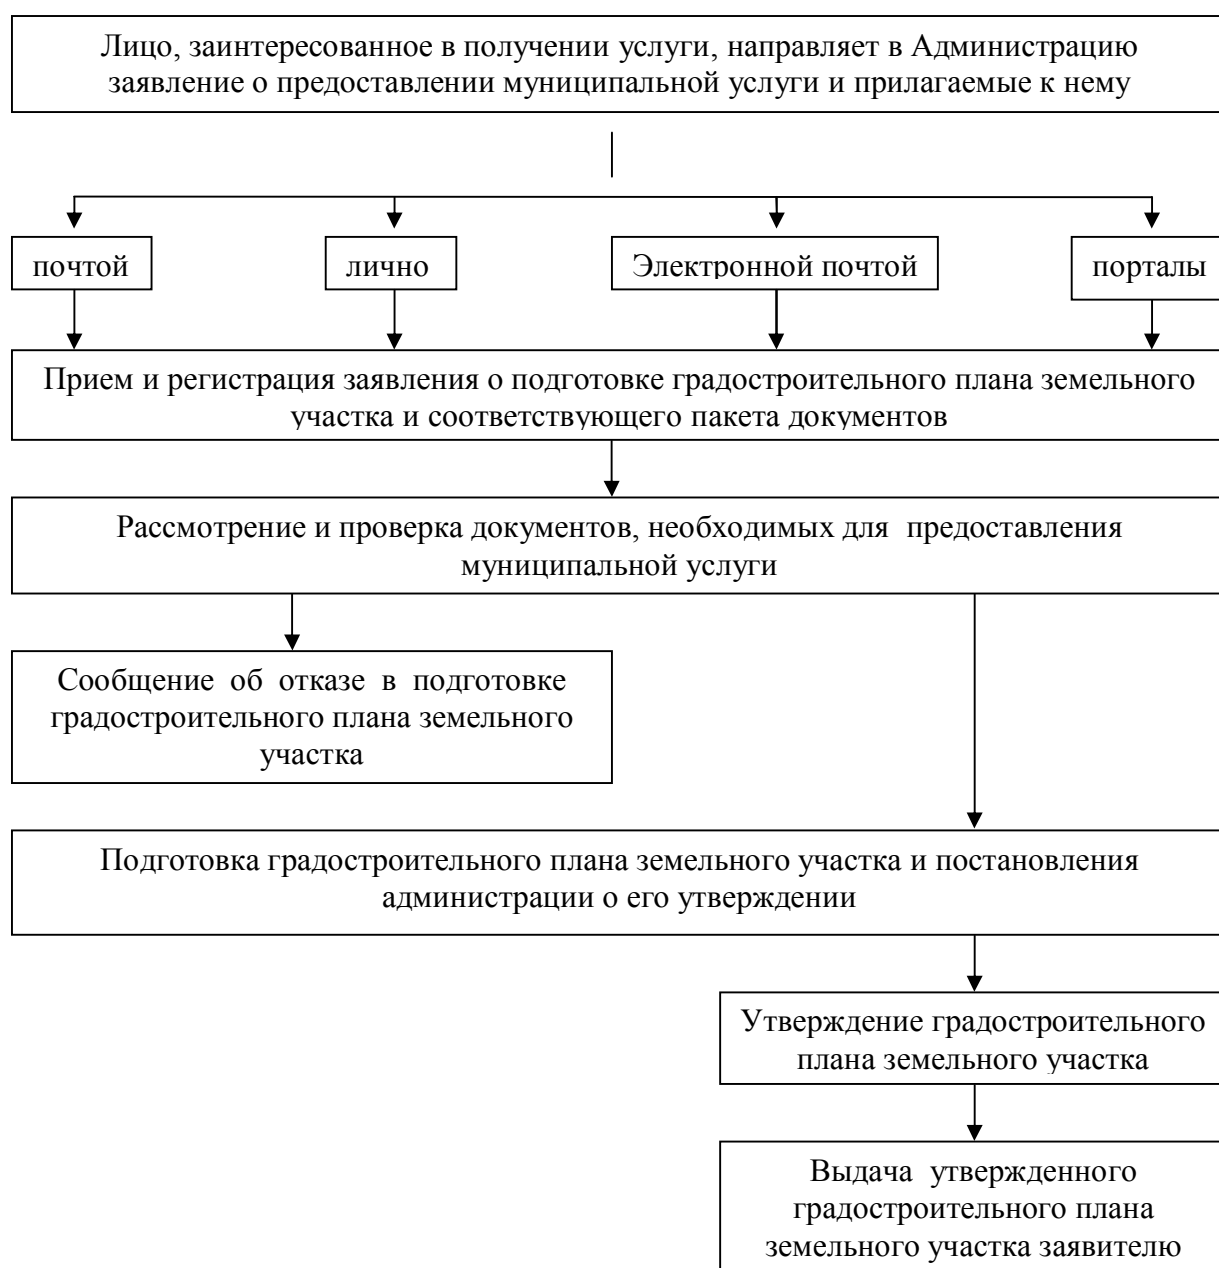 Лицо, заинтересованное в получении услуги, направляет в Администрацию
заявление о предоставлении муниципальной услуги и прилагаемые к нему
почтой
лично
Электронной почтой
порталы
Прием и регистрация заявления о подготовке градостроительного плана земельного
участка и соответствующего пакета документов
Рассмотрение и проверка документов, необходимых для предоставления
муниципальной услуги
Сообщение об отказе в подготовке
градостроительного плана земельного
участка
Подготовка градостроительного плана земельного участка и постановления
администрации о его утверждении
Утверждение градостроительного
плана земельного участка
Выдача утвержденного
градостроительного плана
земельного участка заявителю